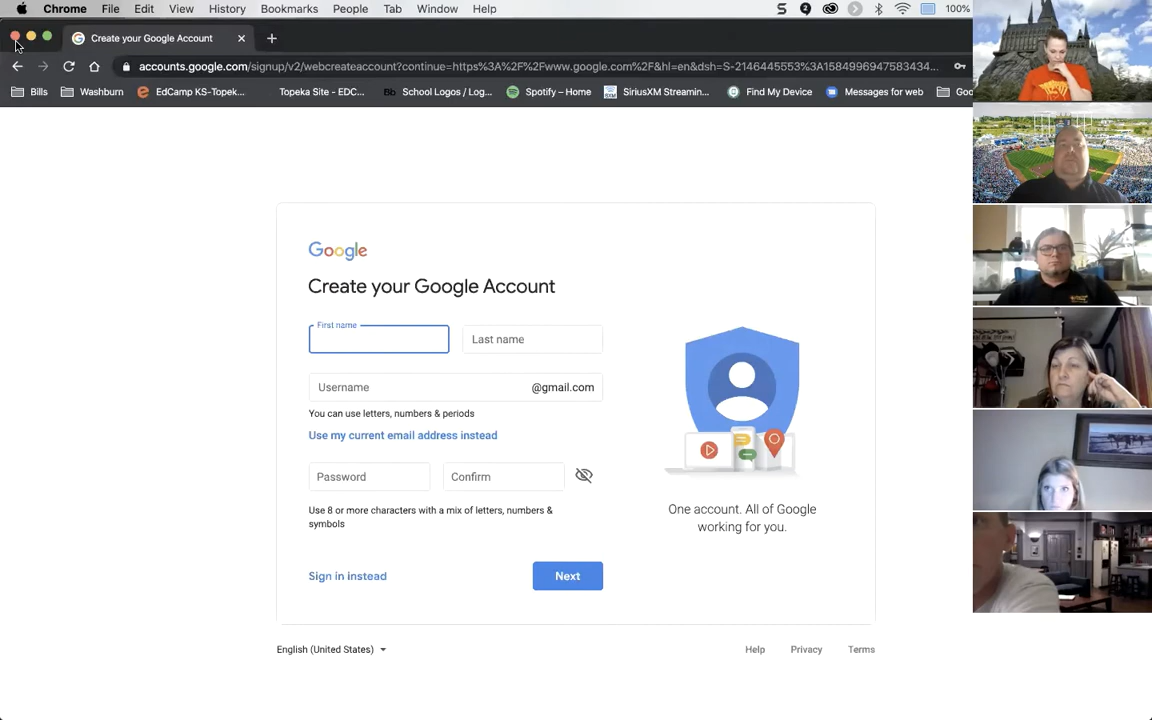 Chrome File Edit View History Bookmarks People Tab Window Help 100%
Create your Google Account
accounts.google.com/signup/v2/webcreateaccount?continue=https%3A%2F%2Fwww.google.com%2F&hl=en&dsh=S-2146445553%3A1584996947583434...
Bills Washburn EdCamp KS-Topek... Topeka Site - EDC... Bb School Logos / Log... Spotify – Home SiriusXM Streamin... Find My Device Messages for web Goo
Google
Create your Google Account
First name
Last name
Username @gmail.com
You can use letters, numbers & periods
Use my current email address instead
Password Confirm
Use 8 or more characters with a mix of letters, numbers &
symbols
One account. All of Google
working for you.
Sign in instead Next
English (United States) Help Privacy Terms